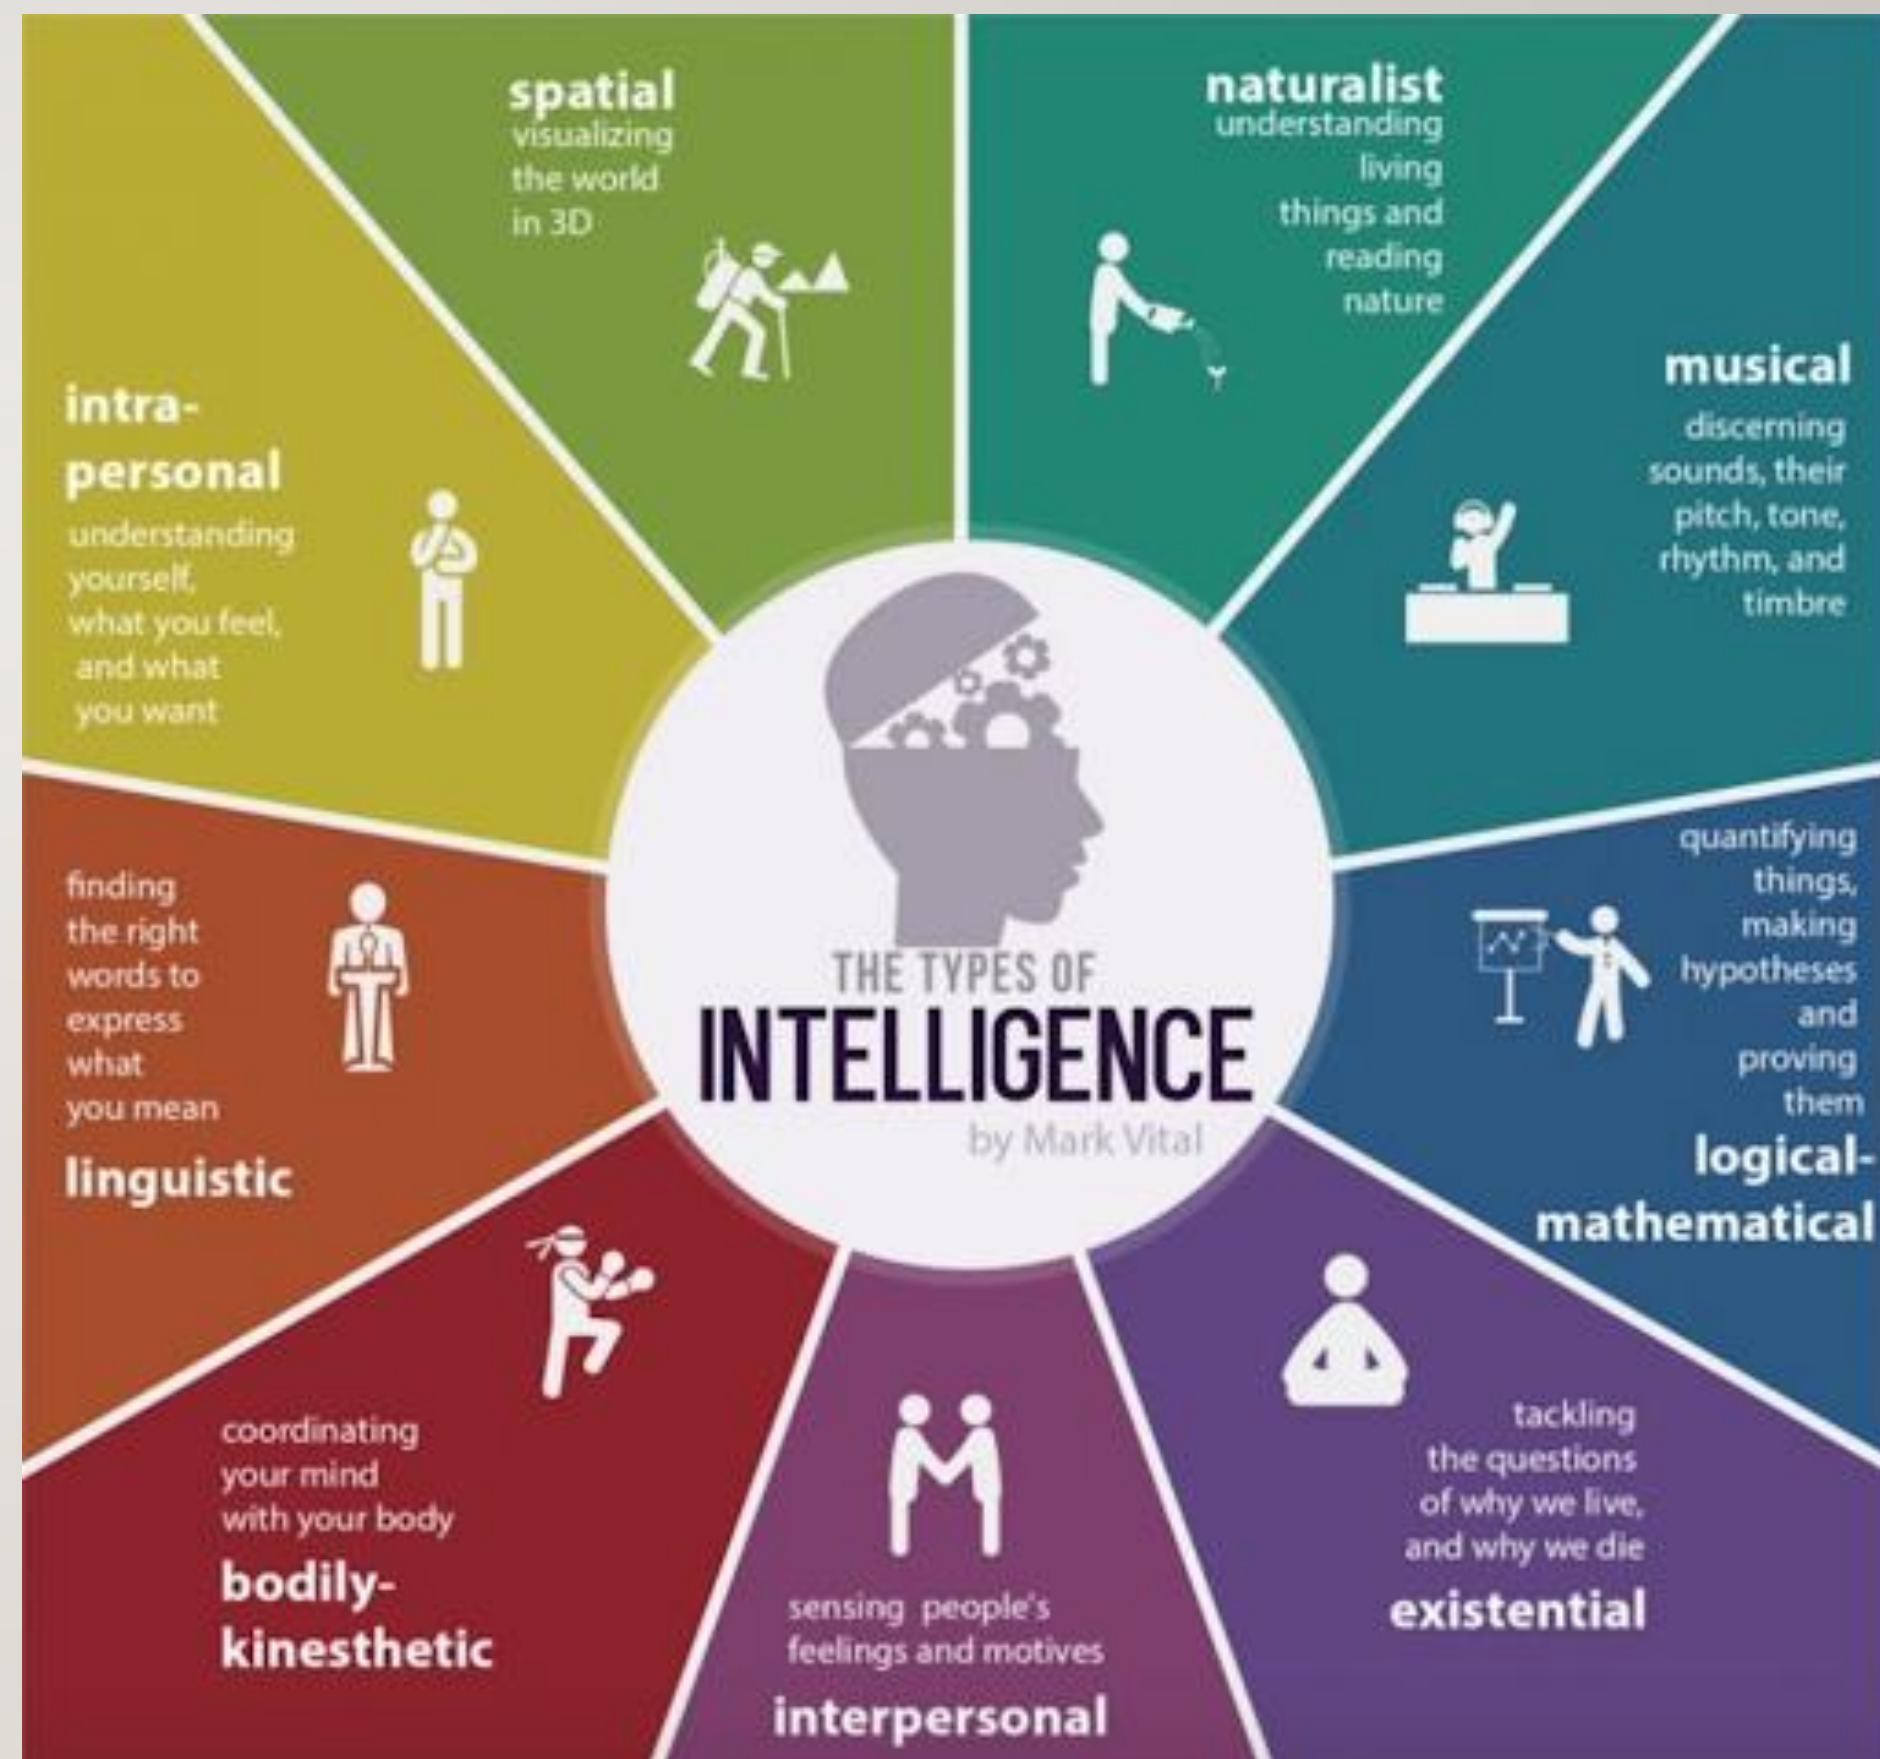 spatial
visualizing
the world
in 3D
naturalist
understanding
living
things and
reading
nature
musical
discerning
sounds, their
pitch, tone,
rhythm, and
timbre
quantifying
things,
making
hypotheses
and
proving
them
logical-
mathematical
tackling
the questions
of why we live,
and why we die
existential
sensing people's
feelings and motives
interpersonal
coordinating
your mind
with your body
bodily-
kinesthetic
finding
the right
words to
express
what
you mean
linguistic
intra-
personal
understanding
yourself,
what you feel,
and what
you want
THE TYPES OF
INTELLIGENCE
by Mark Vital